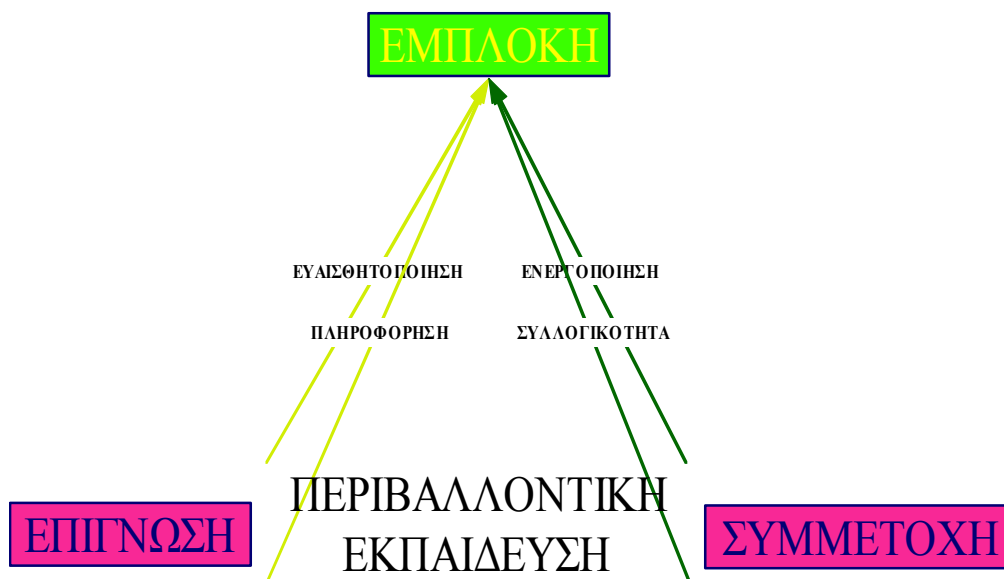 ΕΜΠΛΟΚΗ
ΕΥΑΙΣΘΗΤΟΠΟΙΗΣΗ
ΕΝΕΡΓΟΠΟΙΗΣΗ
ΠΛΗΡΟΦΟΡΗΣΗ
ΣΥΛΛΟΓΙΚΟΤΗΤΑ
ΕΠΙΓΝΩΣΗ
ΠΕΡΙΒΑΛΛΟΝΤΙΚΗ
ΕΚΠΑΙΔΕΥΣΗ
ΣΥΜΜΕΤΟΧΗ